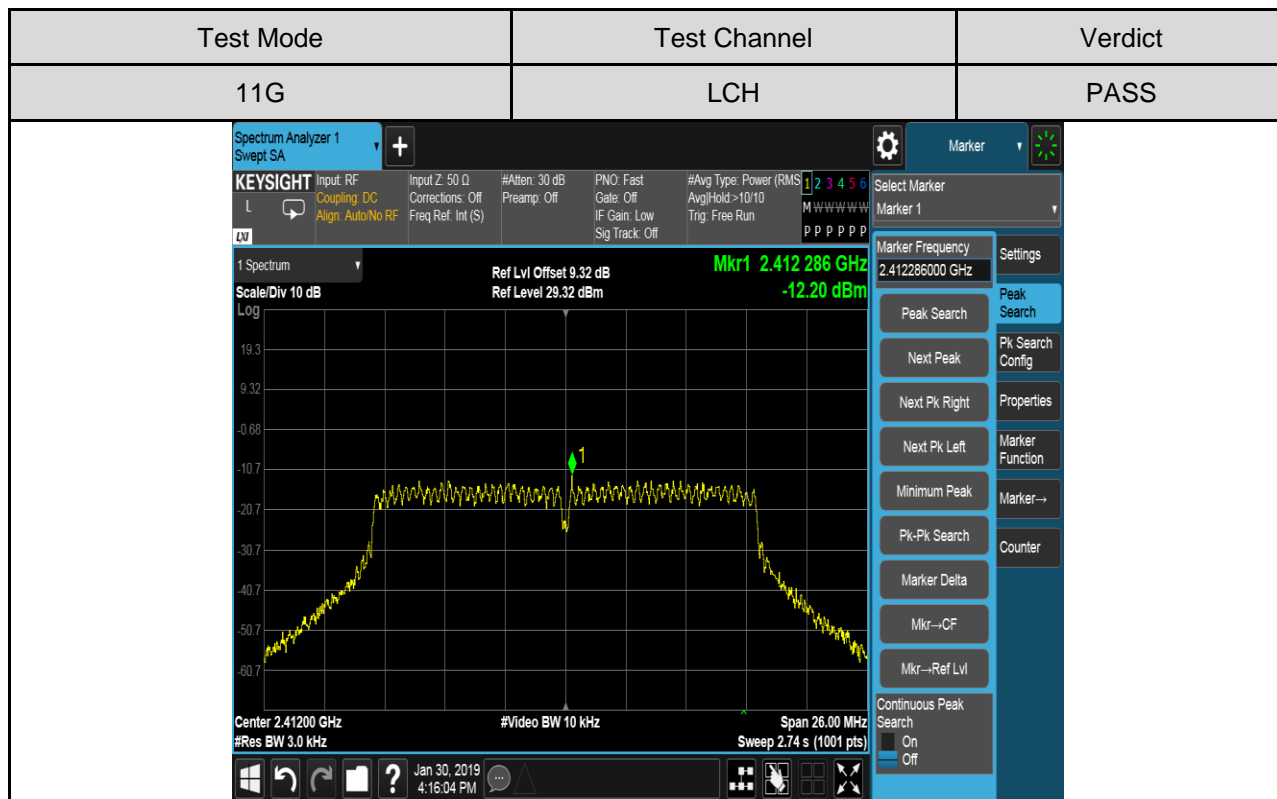 Test Mode Test Channel Verdict
11G LCH PASS
Spectrum Analyzer 1
Swept SA
+
Marker
KEYSIGHT
L
LXI
Input: RF
Coupling: DC
Align: Auto/No RF
Input Z: 50 Ω
Corrections: Off
Freq Ref: Int (S)
#Atten: 30 dB
Preamp: Off
PNO: Fast
Gate: Off
IF Gain: Low
Sig Track: Off
#Avg Type: Power (RMS
Avg|Hold:>10/10
Trig: Free Run
1 2 3 4 5 6
M W W W W W
P P P P P P
Select Marker
Marker 1
1 Spectrum
Scale/Div 10 dB
Log
Ref Lvl Offset 9.32 dB
Ref Level 29.32 dBm
Mkr1 2.412 286 GHz
-12.20 dBm
19.3
9.32
-0.68
-10.7
-20.7
-30.7
-40.7
-50.7
-60.7
1
Center 2.41200 GHz
#Res BW 3.0 kHz
#Video BW 10 kHz
Span 26.00 MHz
Sweep 2.74 s (1001 pts)
Marker Frequency
2.412286000 GHz
Peak Search
Next Peak
Next Pk Right
Next Pk Left
Minimum Peak
Pk-Pk Search
Marker Delta
Mkr→CF
Mkr→Ref Lvl
Continuous Peak
Search
On
Off
Settings
Peak
Search
Pk Search
Config
Properties
Marker
Function
Marker→
Counter
?
Jan 30, 2019
4:16:04 PM